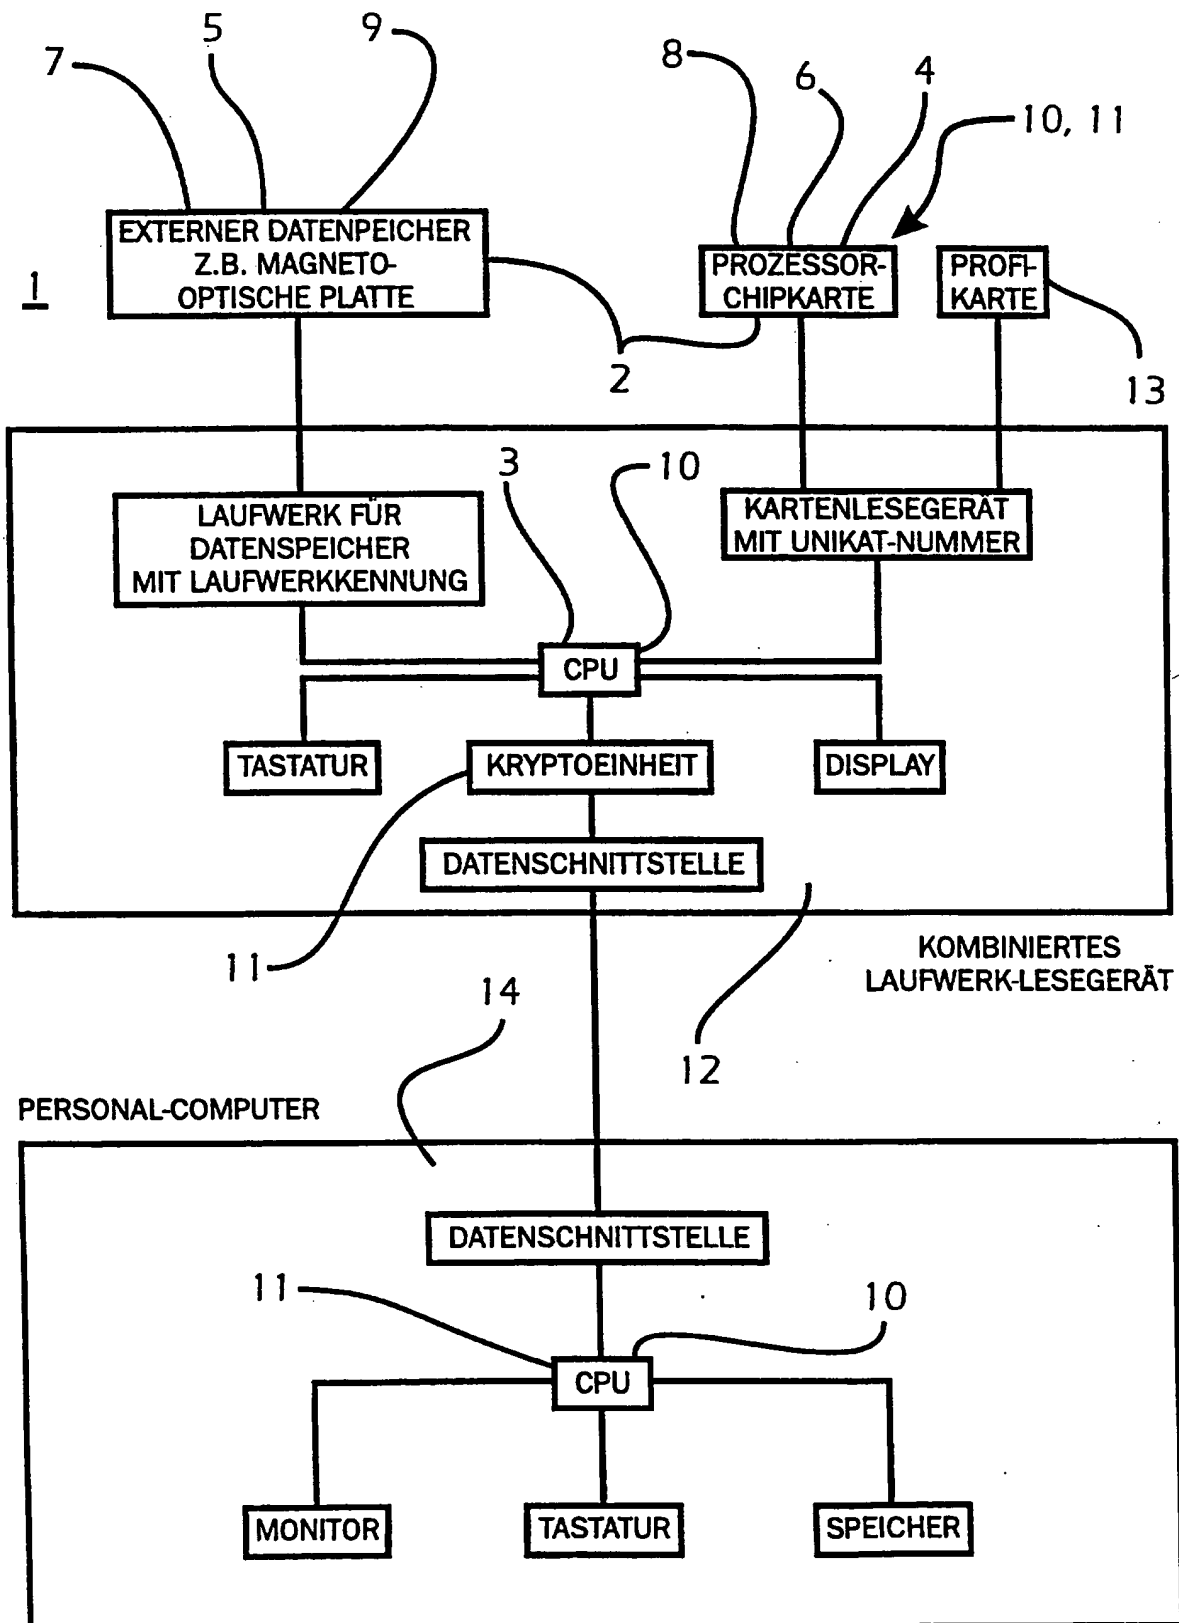 5
9
7
8
6
4
10, 11
EXTERNER DATENPEICHER
Z.B. MAGNETO-
OPTISCHE PLATTE
PROZESSOR-
CHIPKARTE
PROFI-
KARTE
1
2
13
3
10
LAUFWERK FÜR
DATENSPEICHER
MIT LAUFWERKKENNUNG
KARTENLESEGERÄT
MIT UNIKAT-NUMMER
CPU
TASTATUR
KRYPTOEINHEIT
DISPLAY
DATENSCHNITTSTELLE
11
KOMBINIERTES
LAUFWERK-LESEGERÄT
14
12
PERSONAL-COMPUTER
DATENSCHNITTSTELLE
11
10
CPU
MONITOR
TASTATUR
SPEICHER